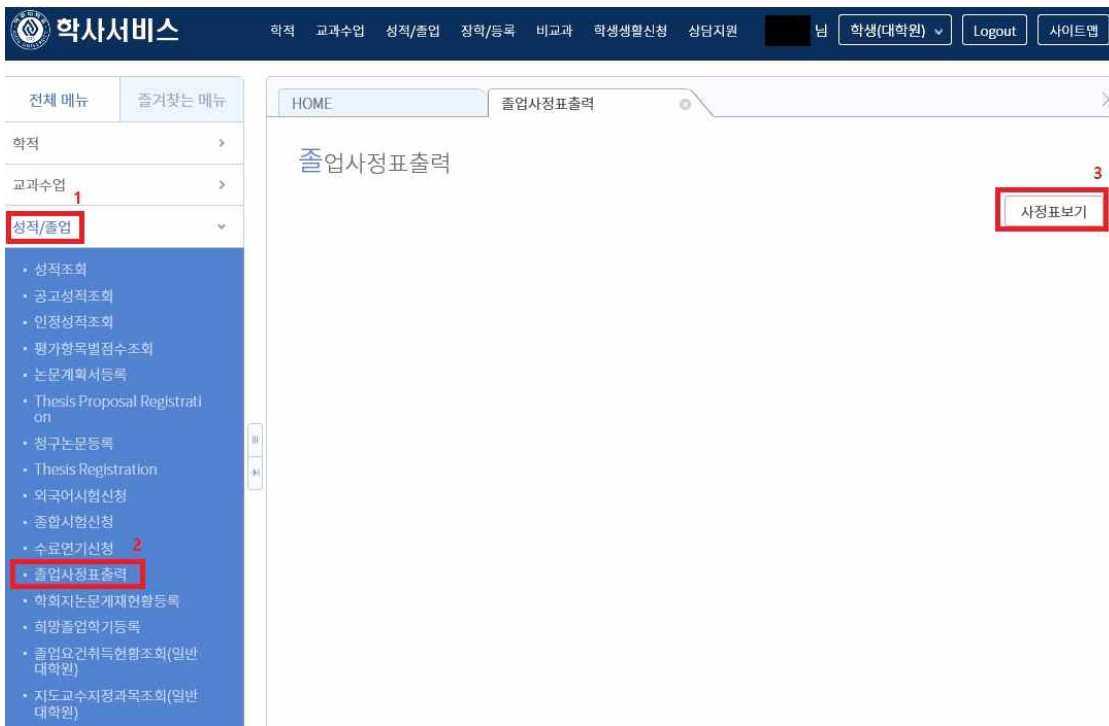 학사서비스
학적 교과수업 성적/졸업 장학/등록 비교과 학생생활신청 상담지원 님 학생(대학원) Logout 사이트맵
전체 메뉴 즐겨찾는 메뉴
HOME 졸업사정표출력
학적
졸업사정표출력
교과수업
1
3
성적/졸업
사정표보기
• 성적조회
• 공고성적조회
• 인정성적조회
• 평가항목별점수조회
• 논문계획서등록
• Thesis Proposal Registrati
on
• 청구논문등록
• Thesis Registration
• 외국어시험신청
• 종합시험신청
• 수료연기신청 2
• 졸업사정표출력
• 학회지논문게재현황등록
• 희망졸업학기등록
• 졸업요건취득현황조회(일반
대학원)
• 지도교수지정과목조회(일반
대학원)